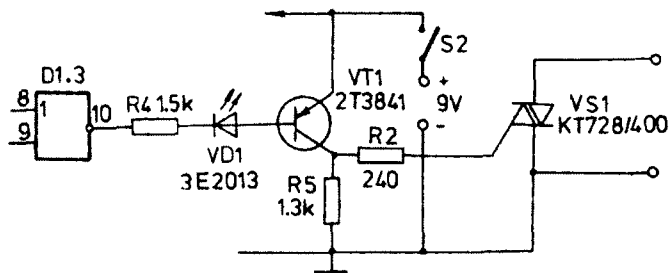 S2
D1.3
8
1
10
9
R4 1.5k
VD1
3E2013
VT1
2T3841
+
9V
-
R2
240
R5
1.3k
VS1
KT728/400